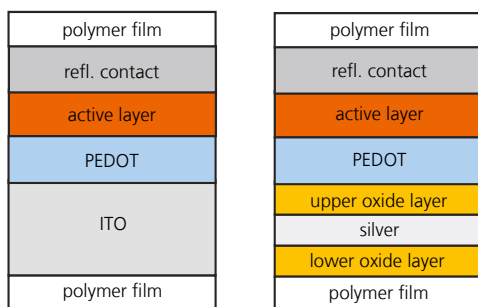 polymer film
refl. contact
active layer
PEDOT
ITO
polymer film
polymer film
refl. contact
active layer
PEDOT
upper oxide layer
silver
lower oxide layer
polymer film